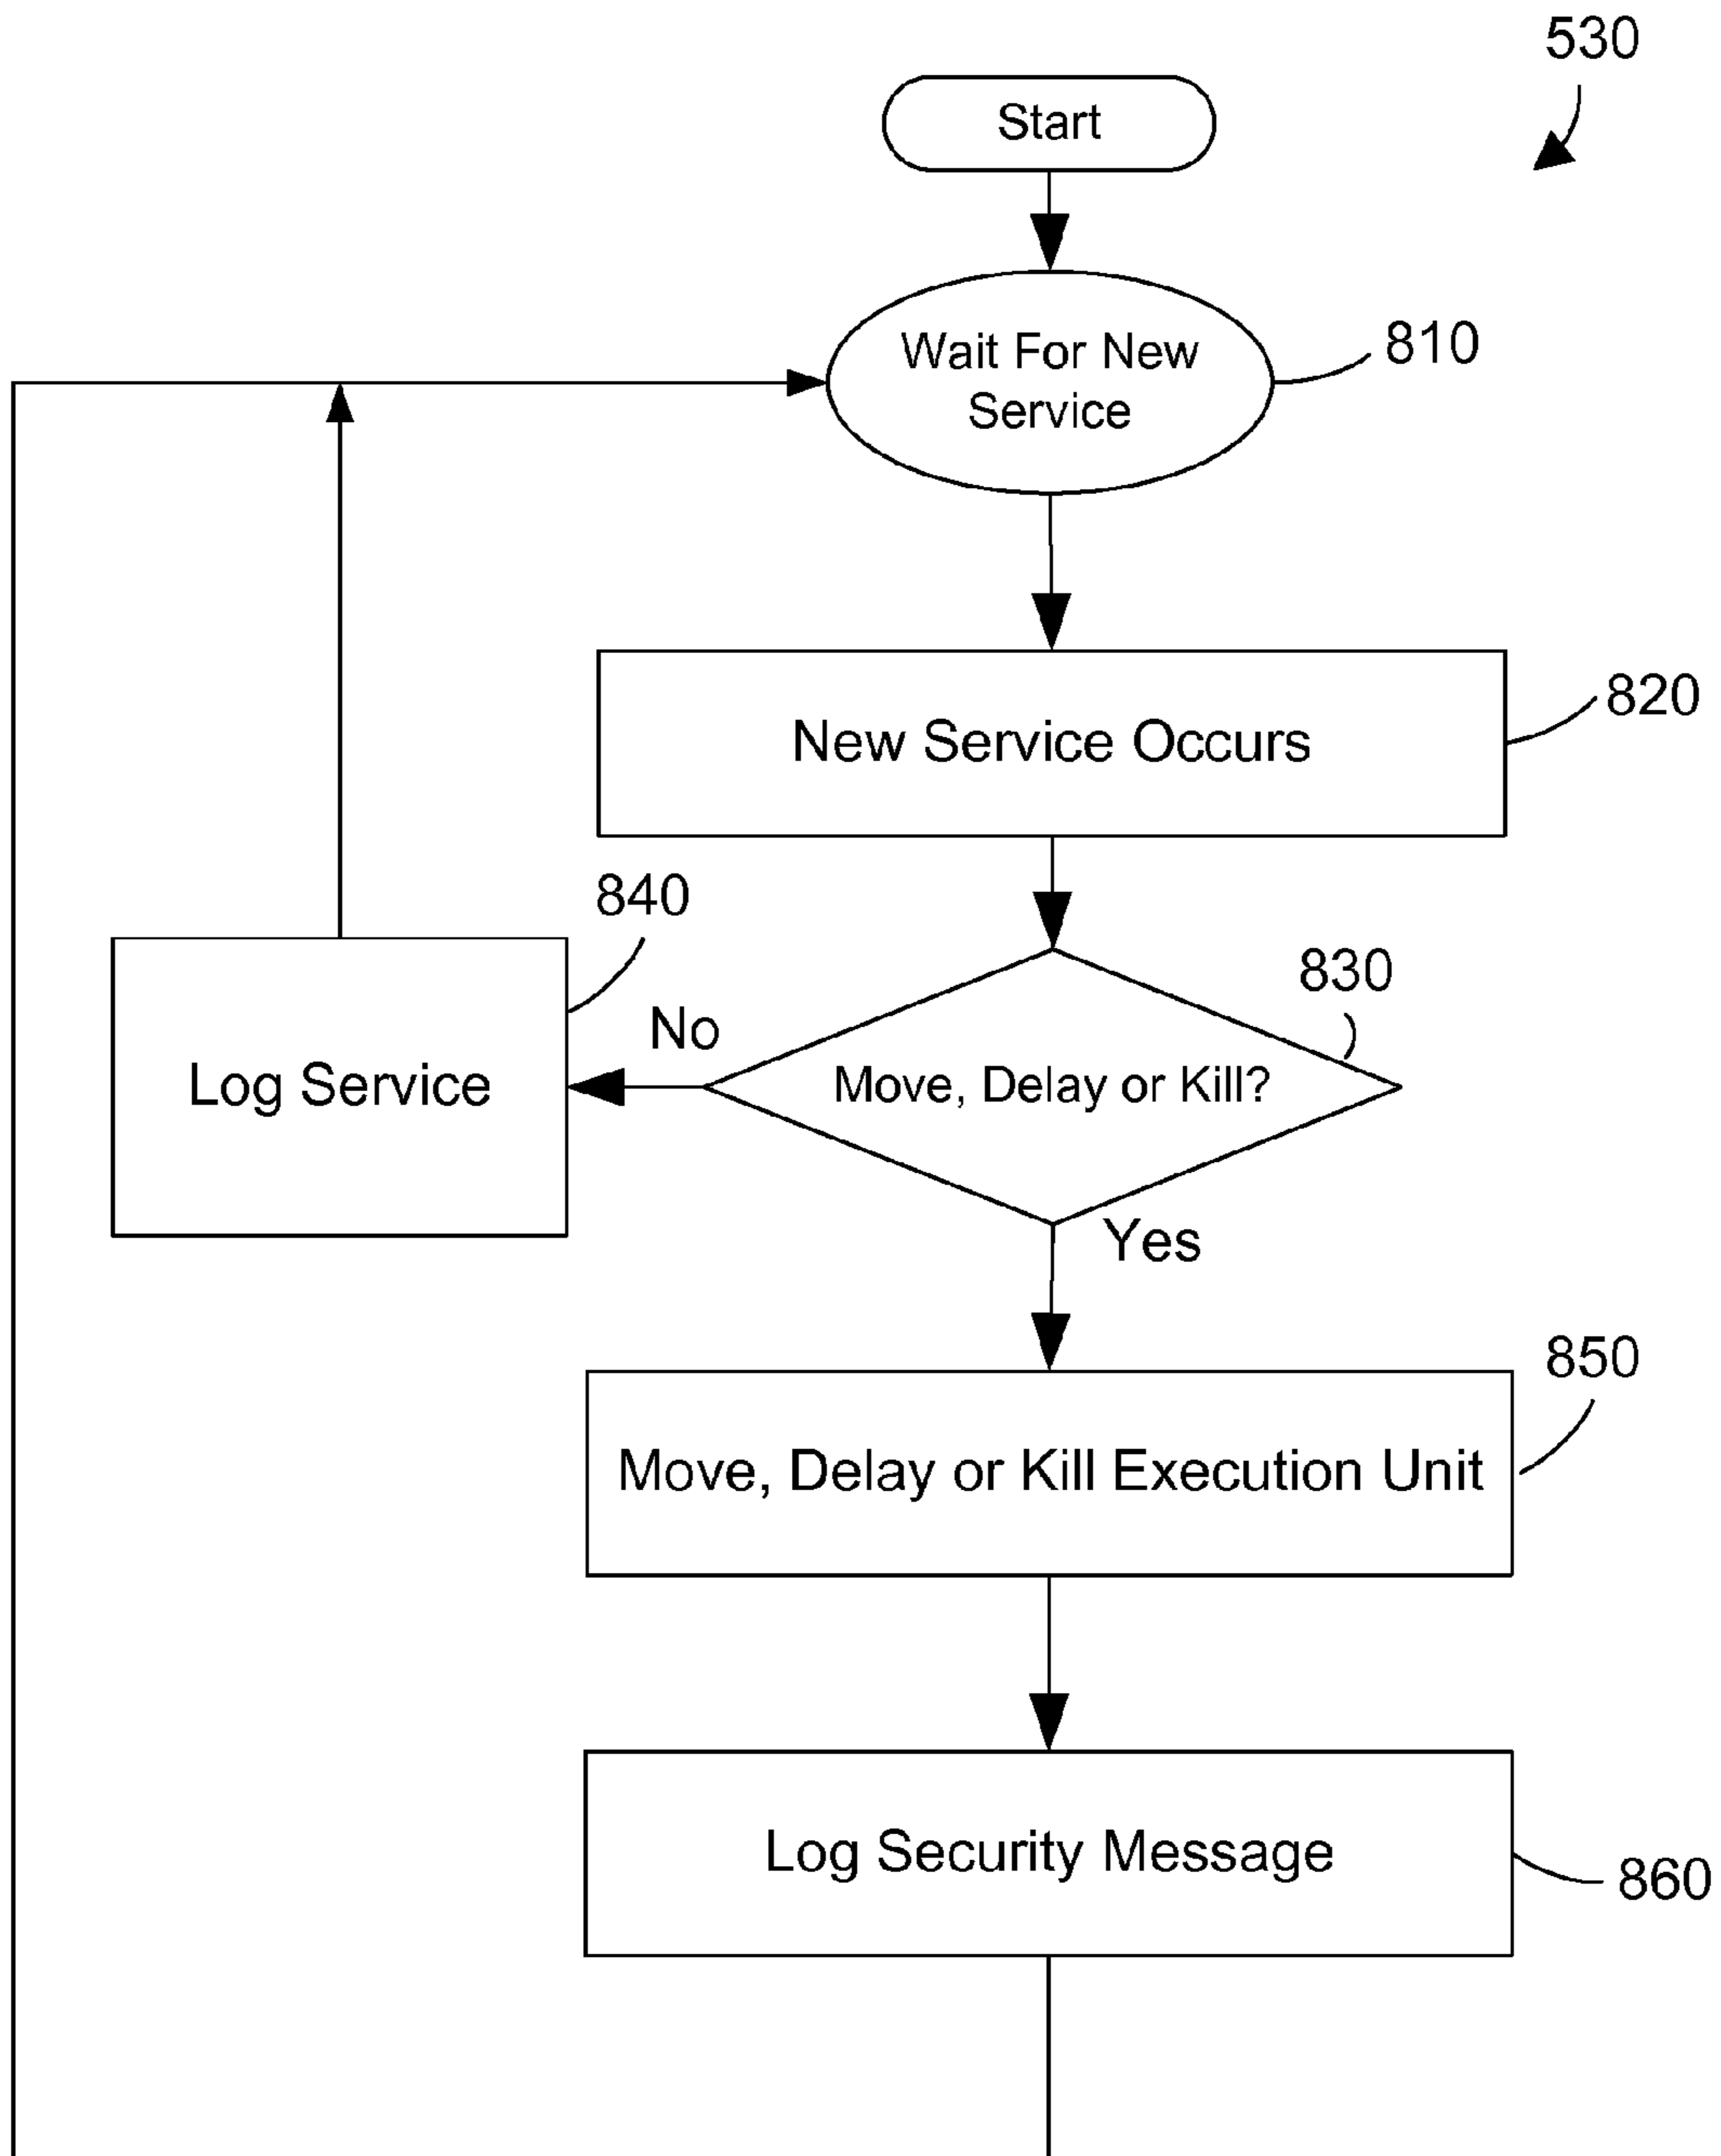 530
Start
Wait For New
Service
810
820
New Service Occurs
840
830
No
Log Service
Move, Delay or Kill?
Yes
850
Move, Delay or Kill Execution Unit
Log Security Message
860